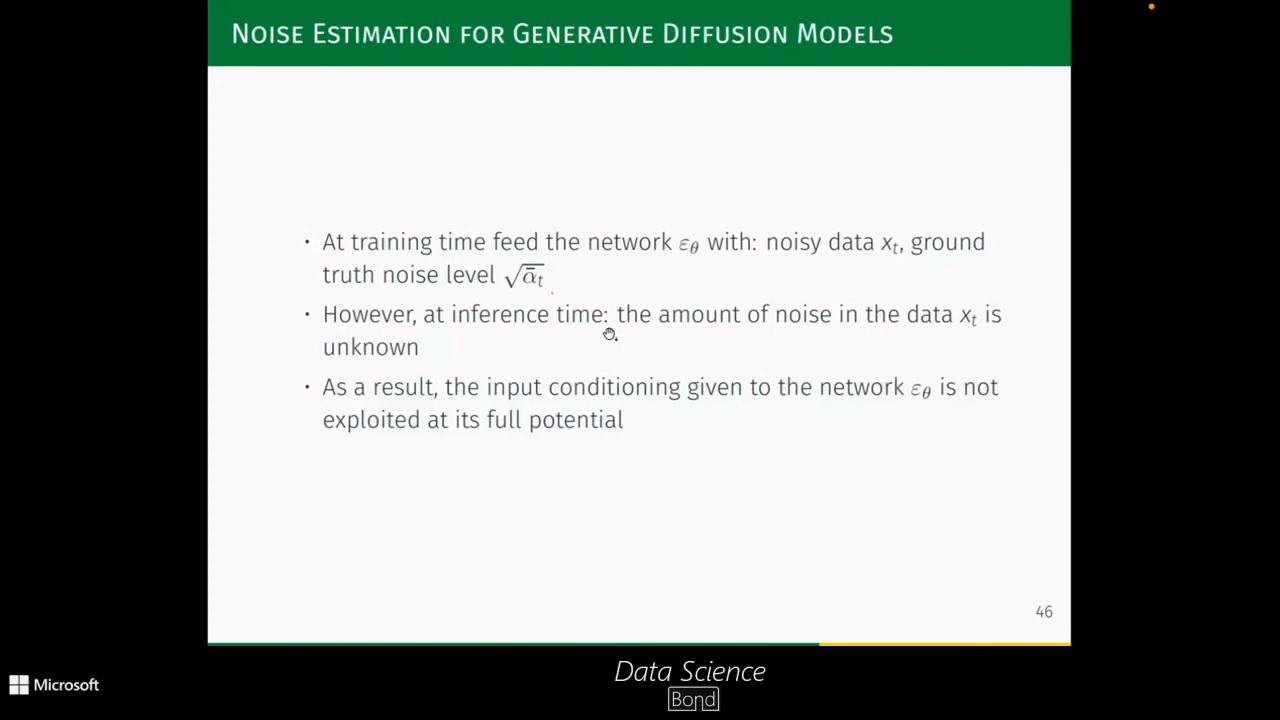 NOISE ESTIMATION FOR GENERATIVE DIFFUSION MODELS
• At training time feed the network εθ with: noisy data xt, ground
truth noise level √ᾱt
• However, at inference time: the amount of noise in the data xt is
unknown
• As a result, the input conditioning given to the network εθ is not
exploited at its full potential
46
Microsoft
Data Science
Bond